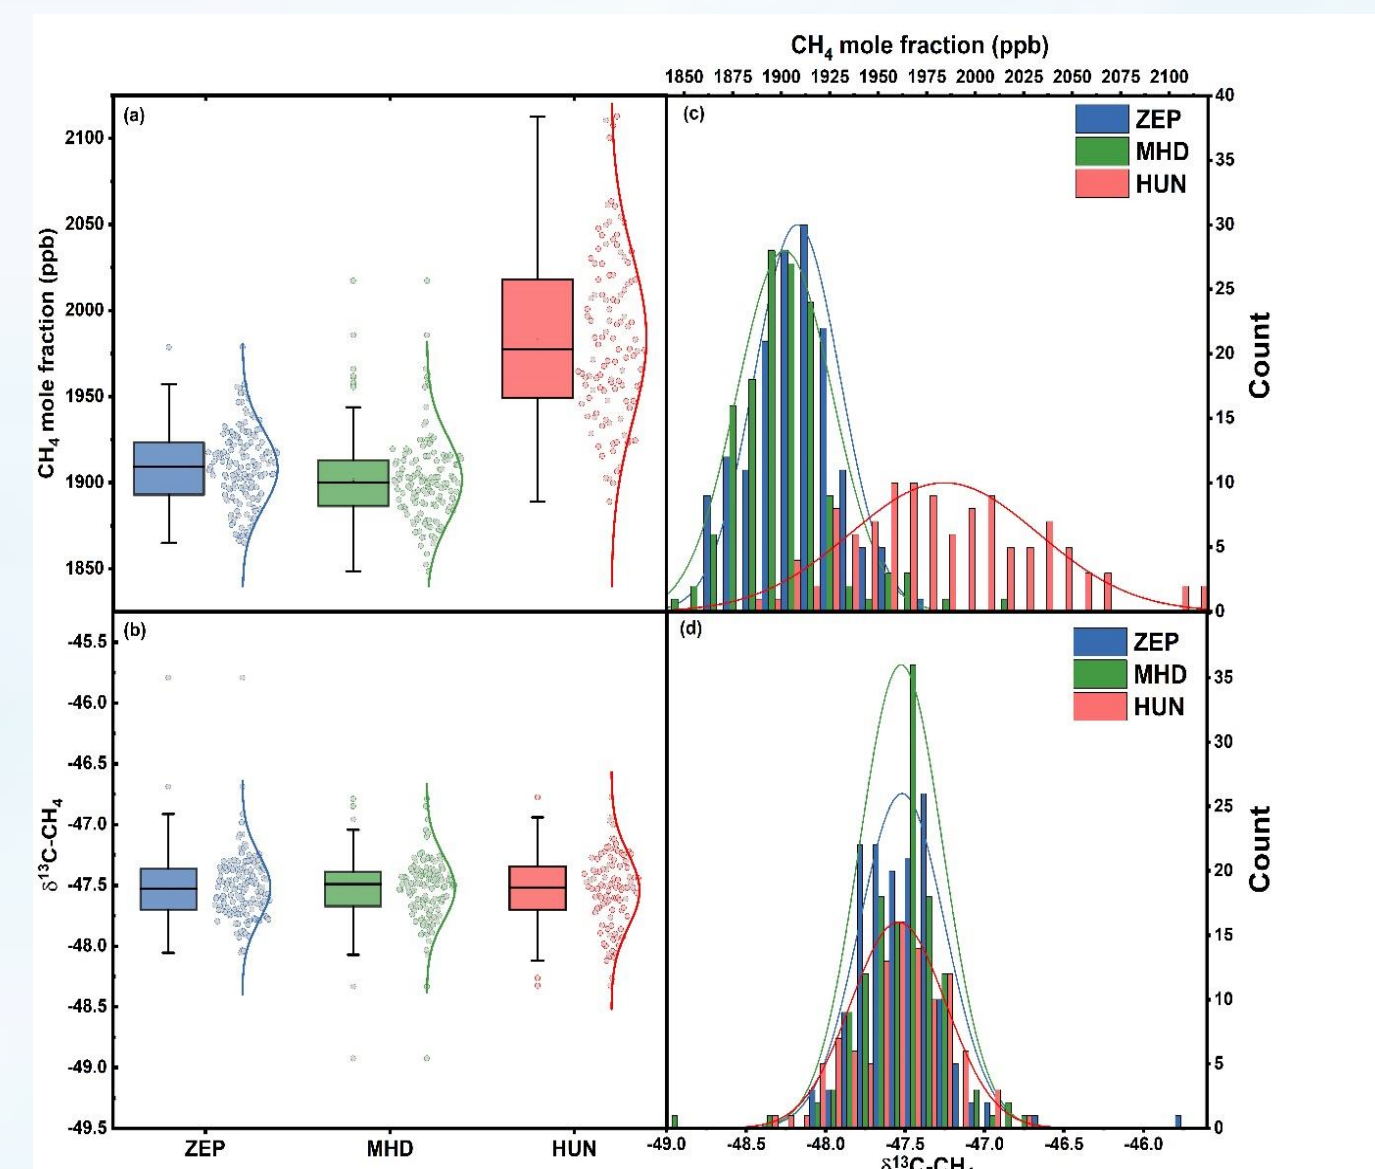 CH4 mole fraction (ppb)
1850 1875 1900 1925 1950 1975 2000 2025 2050 2075 2100
(a)
CH4 mole fraction (ppb)
2100
2050
2000
1950
1900
1850
(c)
ZEP
MHD
HUN
40
35
30
25
20
15
10
5
0
Count
(b)
δ13C-CH4
-45.5
-46.0
-46.5
-47.0
-47.5
-48.0
-48.5
-49.0
-49.5
ZEP MHD HUN
(d)
ZEP
MHD
HUN
35
30
25
20
15
10
5
0
Count
-49.0 -48.5 -48.0 -47.5 -47.0 -46.5 -46.0
δ13C-CH4